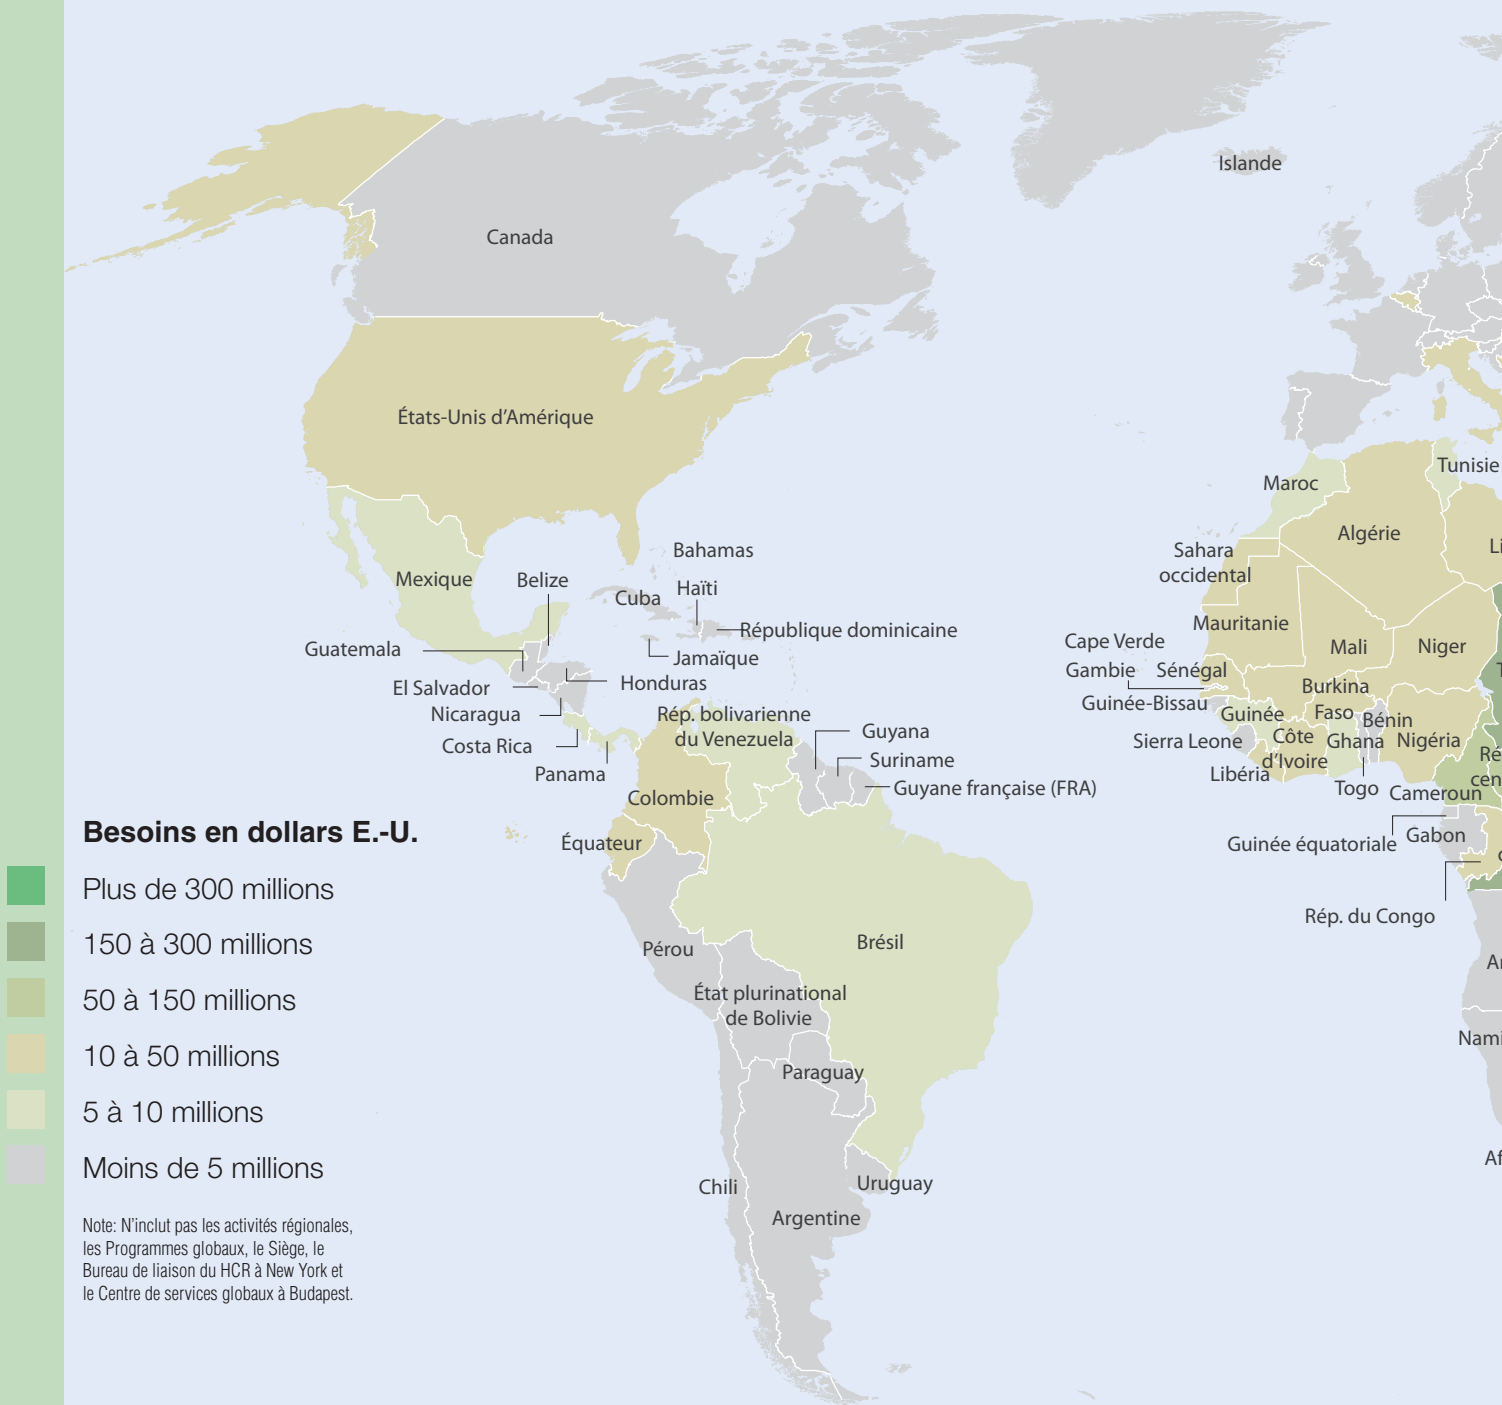 Islande
Canada
États-Unis d'Amérique
Tunisie
Maroc
Algérie
Li
Sahara
occidental
Bahamas
Mexique
Belize
Haïti
Cuba
République dominicaine
Mauritanie
Cape Verde
Mali
Niger
Guatemala
Jamaïque
Gambie
Sénégal
El Salvador
Honduras
Burkina
Faso
Guinée-Bissau
Nicaragua
Rép. bolivarienne
du Venezuela
Guinée
Bénin
Costa Rica
Guyana
Sierra Leone
Côte
d'Ivoire
Ghana
Nigéria
Ré
cen
Panama
Suriname
Libéria
Guyane française (FRA)
Togo
Cameroun
Colombie
Équateur
Guinée équatoriale
Gabon
Rép. du Congo
Pérou
Brésil
État plurinational
de Bolivie
Nami
Paraguay
Af
Chili
Uruguay
Argentine
Besoins en dollars E.-U.
Plus de 300 millions
150 à 300 millions
50 à 150 millions
10 à 50 millions
5 à 10 millions
Moins de 5 millions
Note: N'inclut pas les activités régionales,
les Programmes globaux, le Siège, le
Bureau de liaison du HCR à New York et
le Centre de services globaux à Budapest.